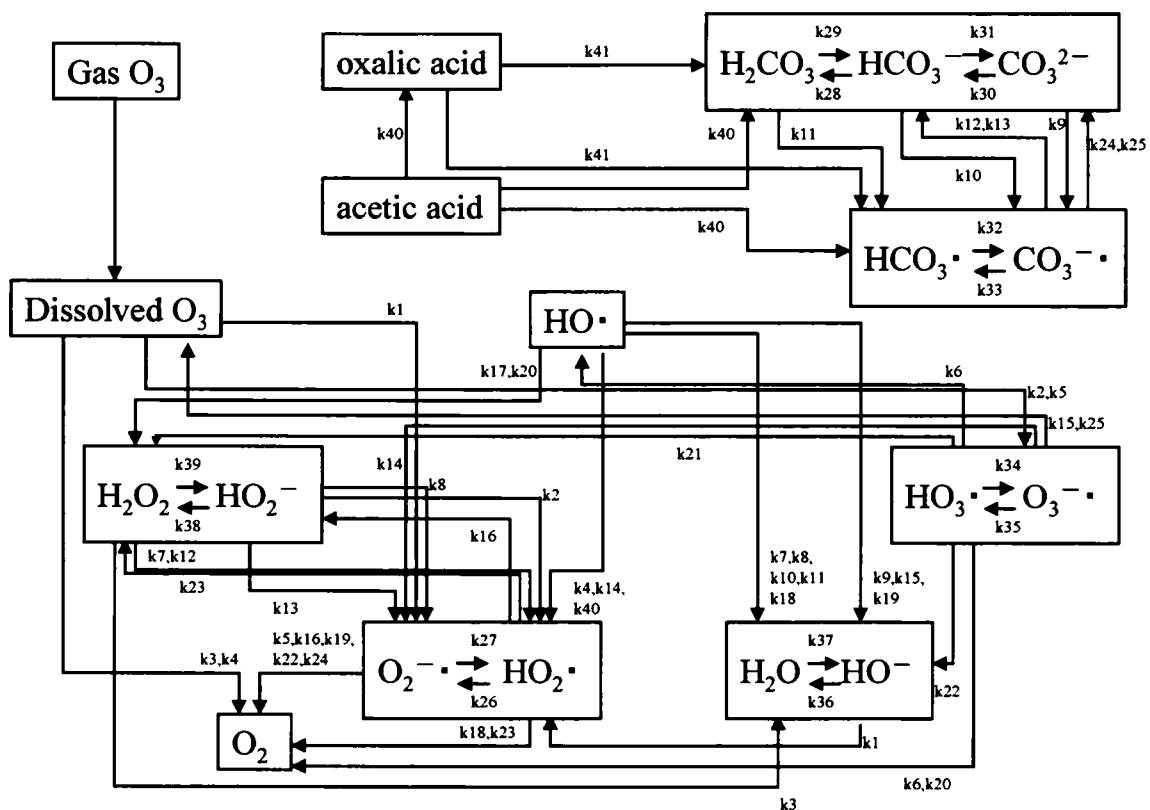 Gas O₃
oxalic acid
k41
k29 k31
H₂CO₃ HCO₃⁻ CO₃²⁻
k28 k30
k40
k41
k40
k11
k12,k13
k9
k24,k25
k10
acetic acid
k40
k32
HCO₃· CO₃⁻·
k33
Dissolved O₃
k1
HO·
k17,k20
k6
k2,k5
k15,k25
k21
k39
H₂O₂ HO₂⁻
k38
k14
k8
k2
k16
k34
HO₃· O₃⁻·
k35
k7,k12
k23
k13
k4,k14,
k40
k7,k8,
k10,k11
k18
k9,k15,
k19
k5,k16,k19,
k22,k24
k3,k4
k27
O₂⁻· HO₂·
k26
k37
H₂O HO⁻
k36
k22
k18,k23
k1
O₂
k6,k20
k3